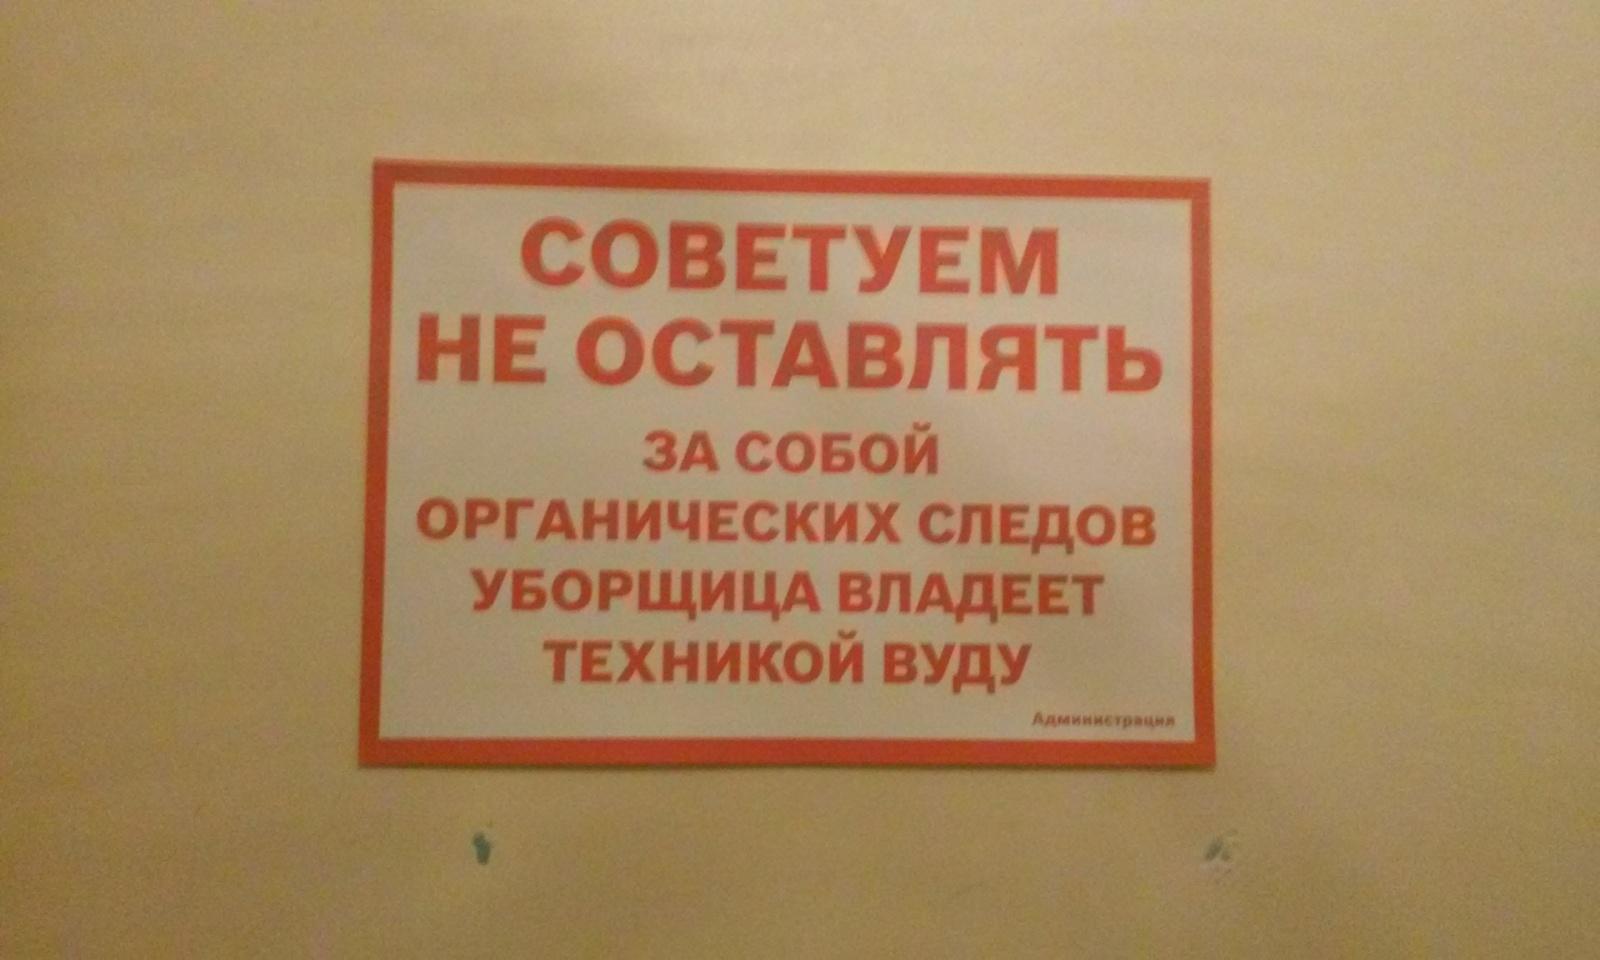 СОВЕТУЕМ
НЕ ОСТАВЛЯТЬ
ЗА СОБОЙ
ОРГАНИЧЕСКИХ СЛЕДОВ
УБОРЩИЦА ВЛАДЕЕТ
ТЕХНИКОЙ ВУДУ
Администрация